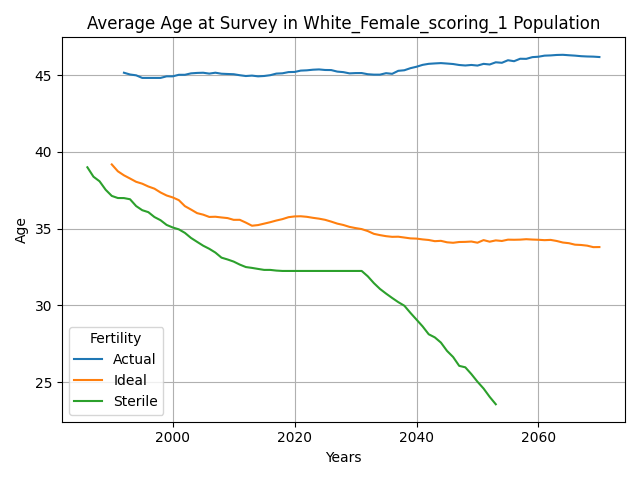 Average Age at Survey in White_Female_scoring_1 Population
Age
45
40
35
30
25
Fertility
Actual
Ideal
Sterile
2000 2020 2040 2060
Years